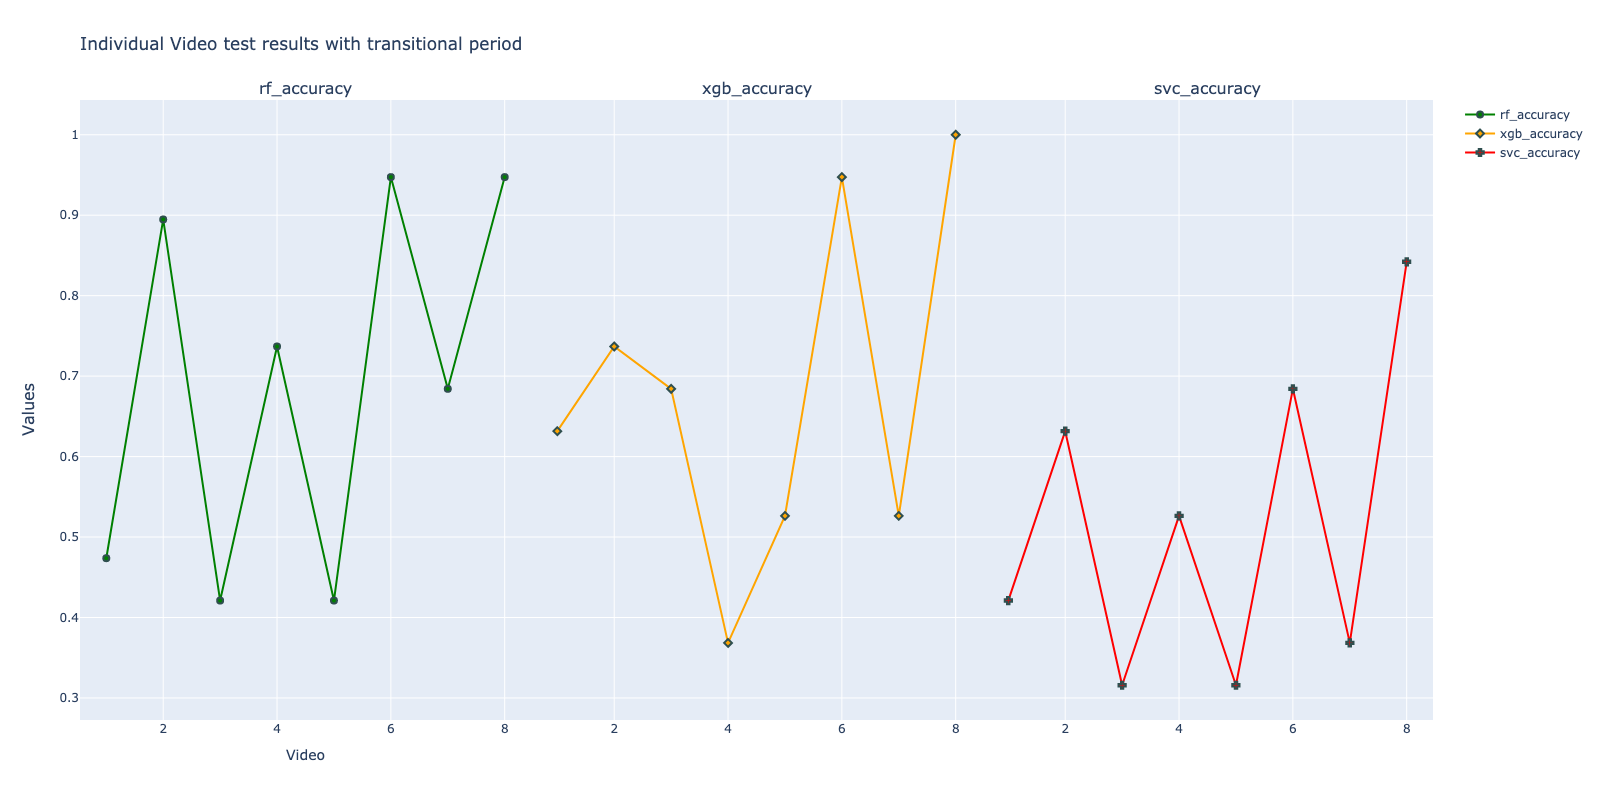 Individual Video test results with transitional period
rf_accuracy
xgb_accuracy
svc_accuracy
rf_accuracy
xgb_accuracy
svc_accuracy
Values
1
0.9
0.8
0.7
0.6
0.5
0.4
0.3
2 4 6 8 2 4 6 8 2 4 6 8
Video